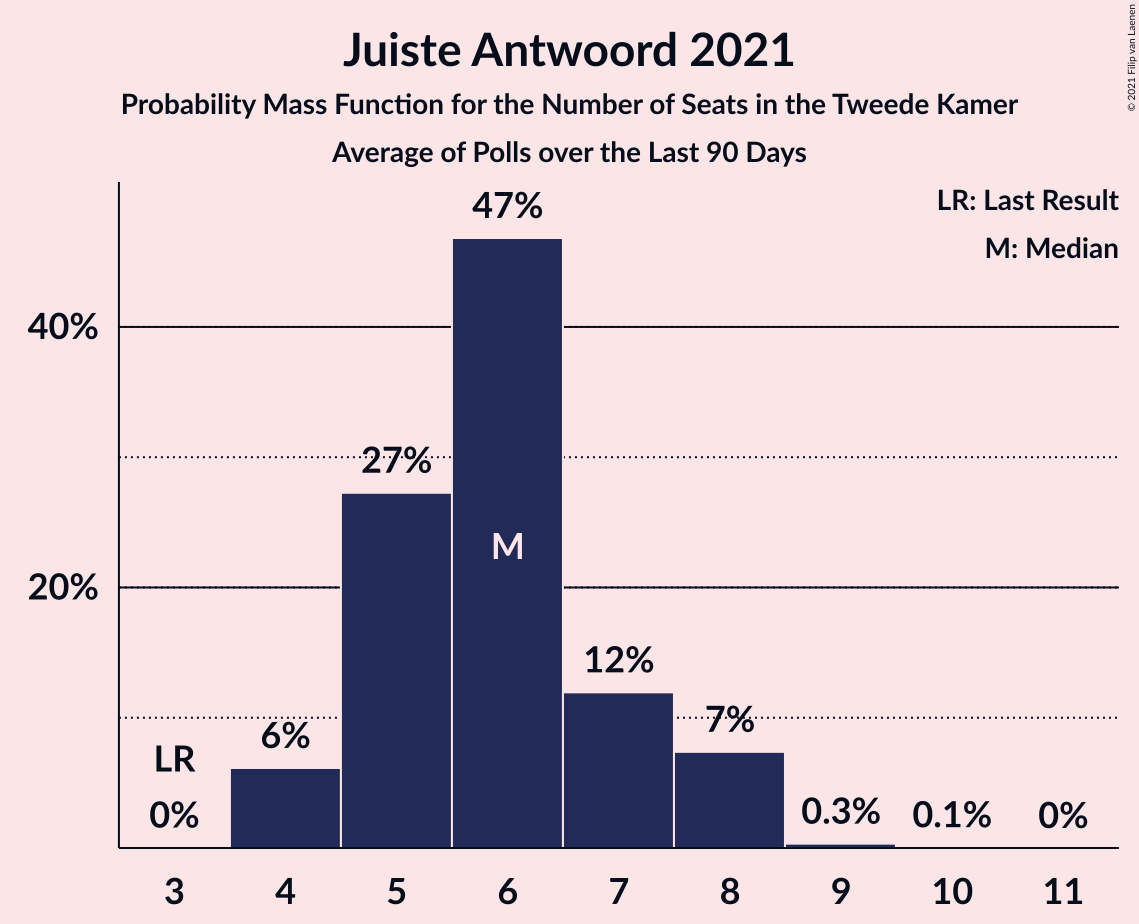 Juiste Antwoord 2021
Probability Mass Function for the Number of Seats in the Tweede Kamer
Average of Polls over the Last 90 Days
© 2021 Filip van Laenen
LR: Last Result
M: Median
47%
40%
27%
M
20%
12%
7%
6%
LR
0%
0.3%
0.1%
0%
3 4 5 6 7 8 9 10 11